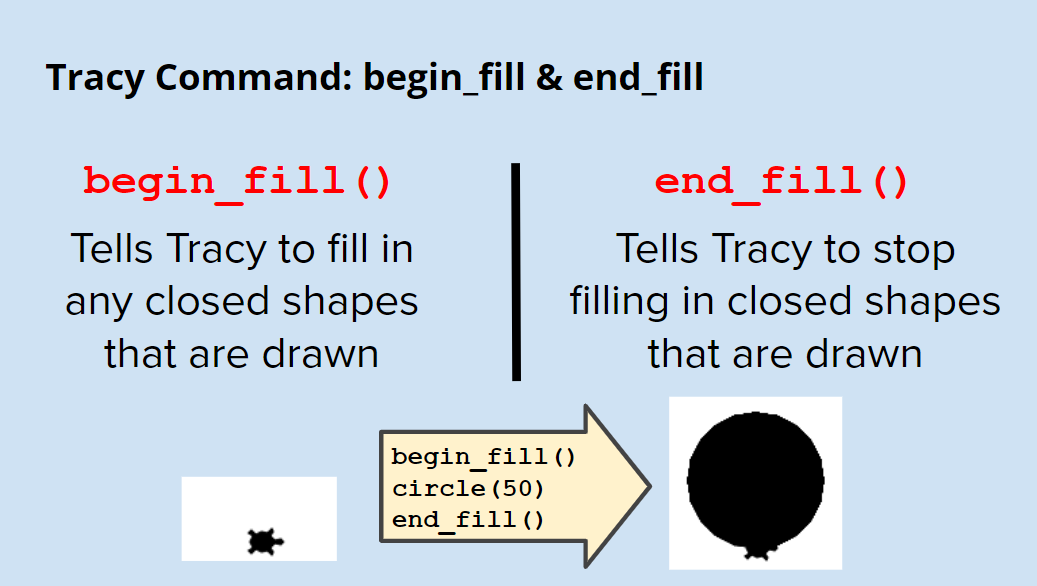 Tracy Command: begin_fill & end_fill
begin_fill()
Tells Tracy to fill in
any closed shapes
that are drawn
end_fill()
Tells Tracy to stop
filling in closed shapes
that are drawn
begin_fill()
circle(50)
end_fill()